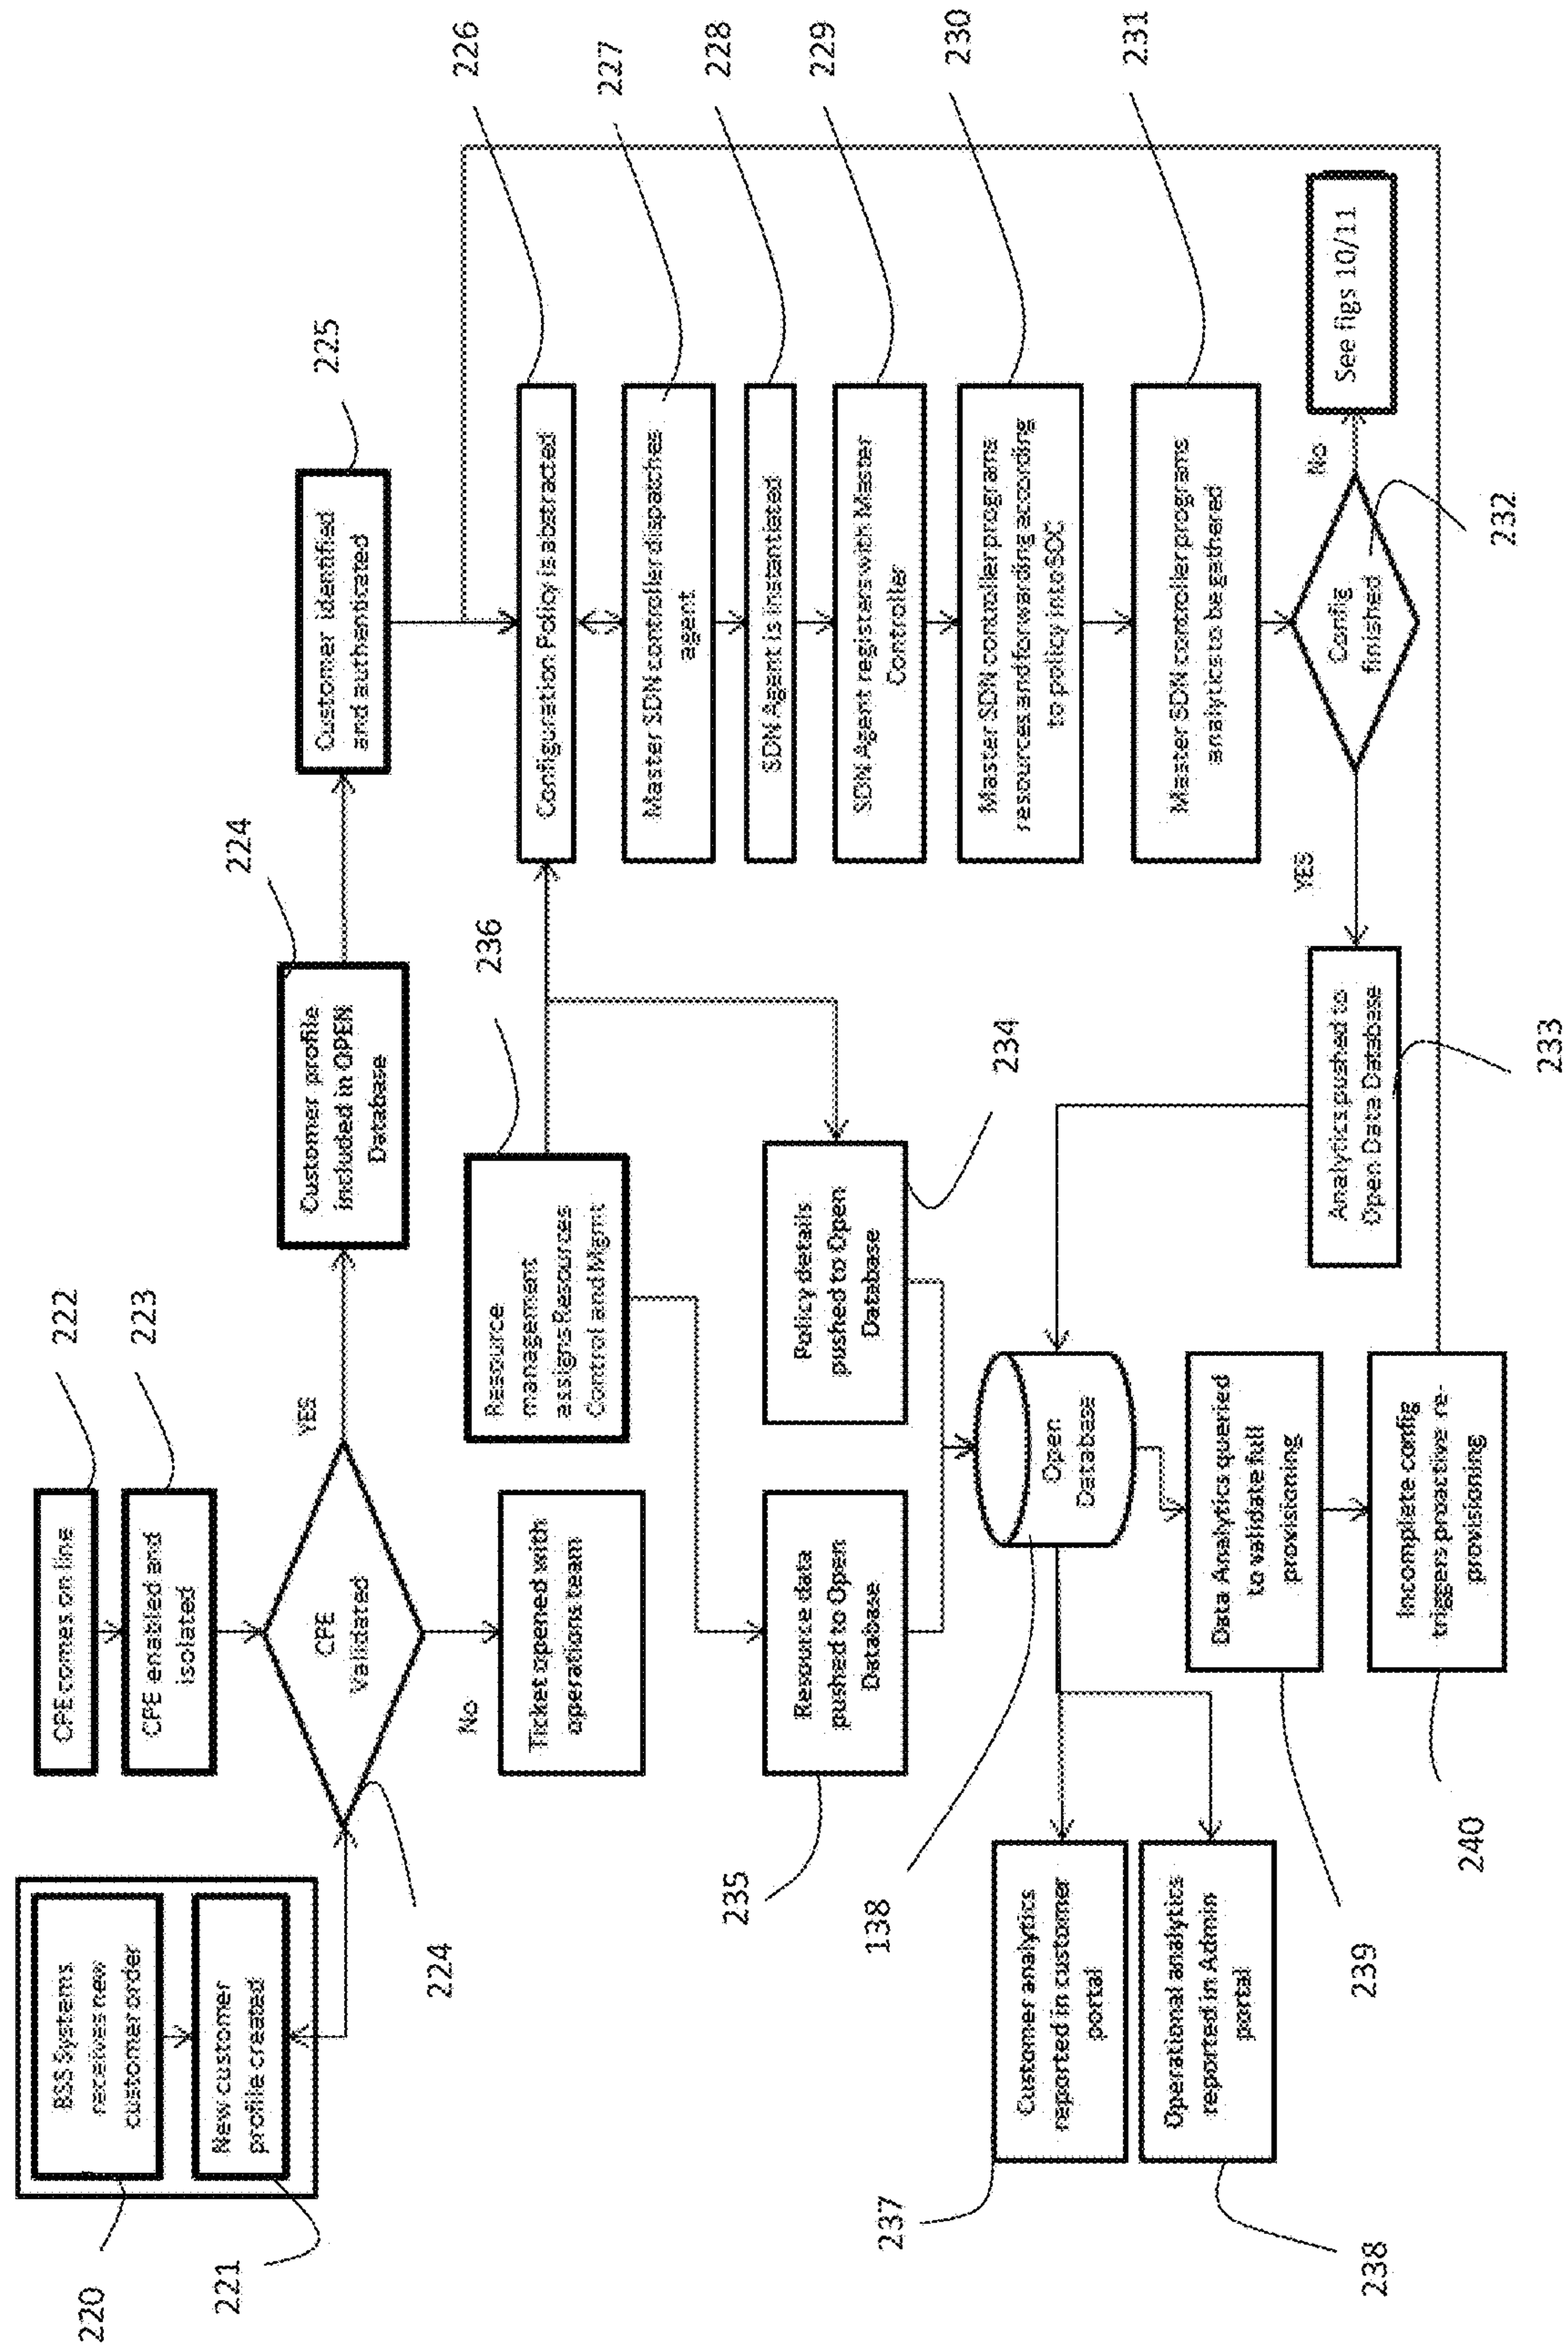 220
BSS Systems
receives new
customer order
221
New customer
profile created
222
CPE comes on line
223
CPE enabled and
isolated
224
CPE
Validated
YES
No
Ticket opened with
operations team
224
Customer profile
included in OPEN
Database
225
Customer identified
and authenticated
226
Configuration Policy is abstracted
227
Master SDN controller dispatches
agent
228
SDN Agent is instantiated
229
SDN Agent registers with Master
Controller
230
Master SDN controller programs
resources and forwarding according
to policy into SOC
231
Master SDN controller programs
analytics to be gathered
232
Config
finished
No
See figs 10/11
YES
233
Analytics pushed to
Open Data Database
236
Resource
management
assigns Resources
Control and Mgmt
234
Policy details
pushed to Open
Database
235
Resource data
pushed to Open
Database
138
Open
Database
237
Customer analytics
reported in customer
portal
238
Operational analytics
reported in Admin
portal
239
Data Analytics queried
to validate full
provisioning
240
Incomplete config
triggers proactive re-
provisioning